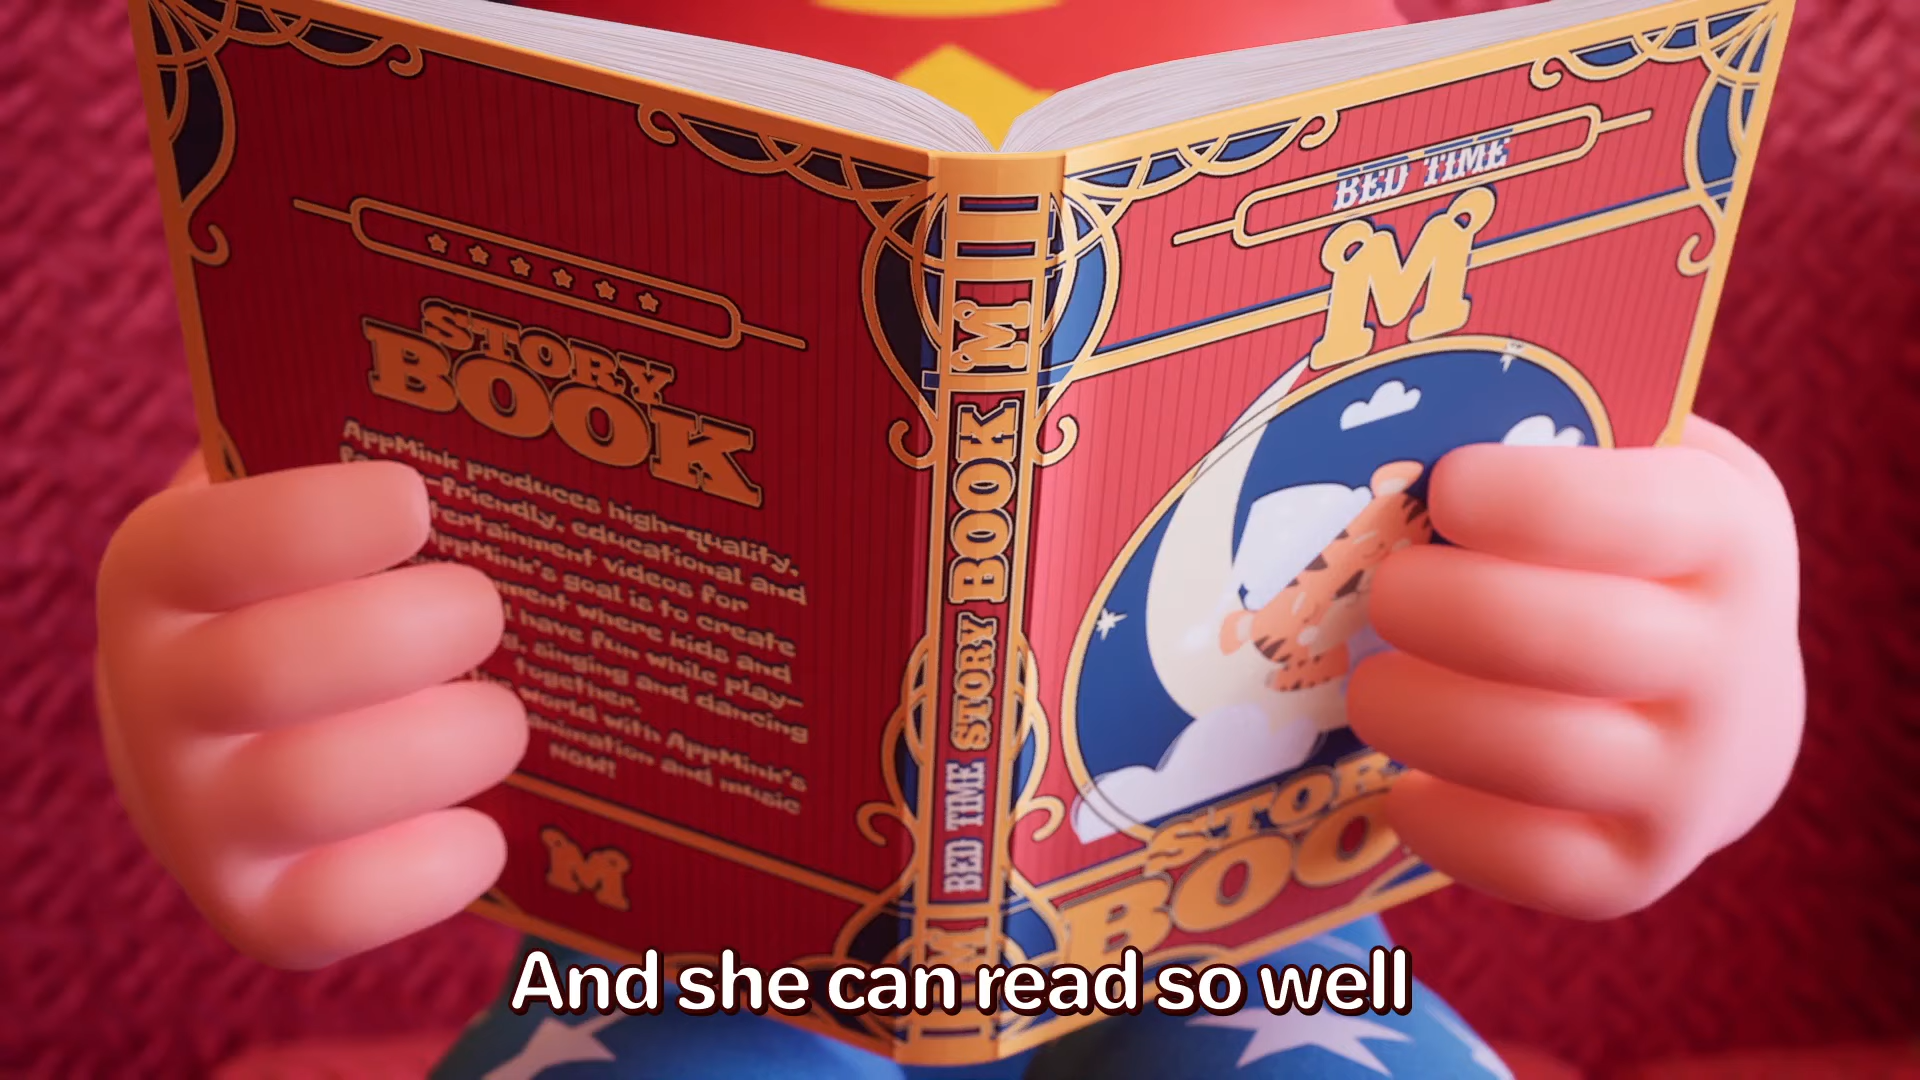 STORY
BOOK
AppMink produces high-quality,
-friendly, educational and
videos for
AppMink's goal is to create
where kids and
have fun while play-
singing and dancing
together.
world with AppMink's
animation and music
NOW!
M
M
BED TIME STORY BOOK M
BED TIME
M
STORY
BOO
And she can read so well